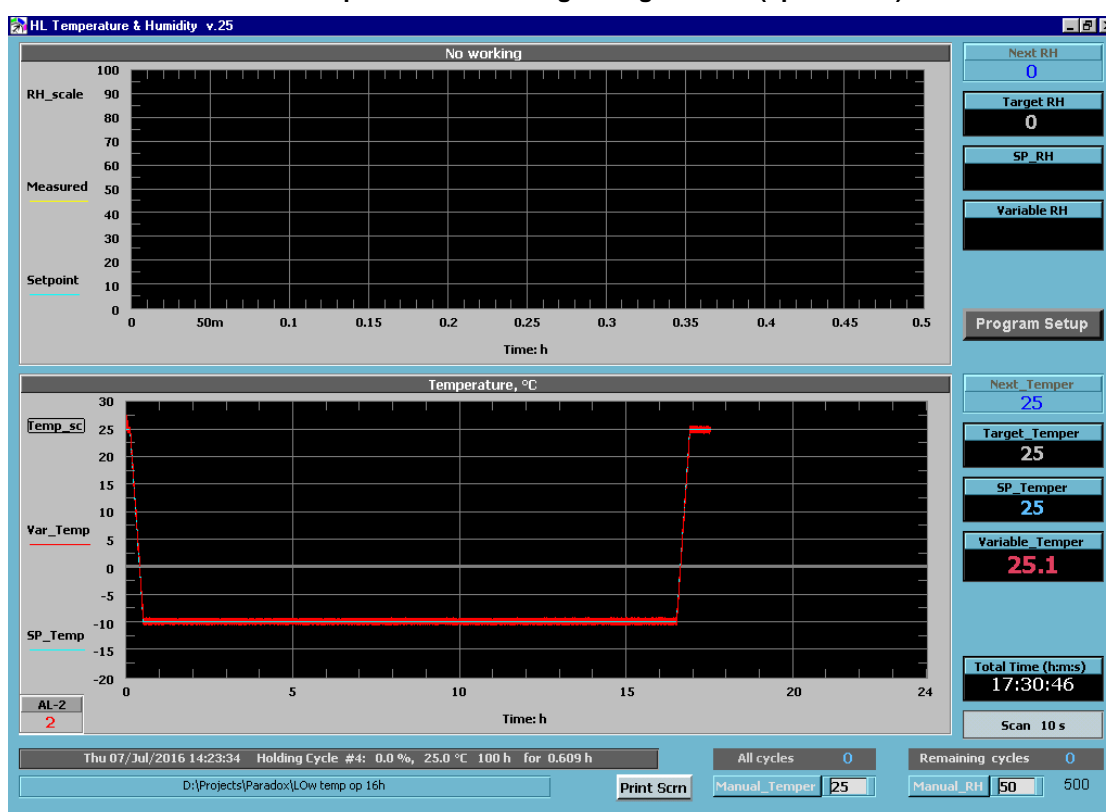 HL Temperature & Humidity v.25
No working
RH_scale
Measured
Setpoint
100
90
80
70
60
50
40
30
20
10
0
0 50m 0.1 0.15 0.2 0.25 0.3 0.35 0.4 0.45 0.5
Time: h
Next RH
0
Target RH
0
SP_RH
Variable RH
Program Setup
Temperature, °C
Temp_sc
Var_Temp
SP_Temp
30
25
20
15
10
5
0
-5
-10
-15
-20
0 5 10 15 20 24
Time: h
AL-2
2
Next_Temper
25
Target_Temper
25
SP_Temper
25
Variable_Temper
25.1
Total Time (h:m:s)
17:30:46
Scan 10 s
Thu 07/Jul/2016 14:23:34 Holding Cycle #4: 0.0 %, 25.0 °C 100 h for 0.609 h
All cycles 0
Remaining cycles 0
D:\Projects\Paradox\LOw temp op 16h
Print Scrn
Manual_Temper 25
Manual_RH 50 500